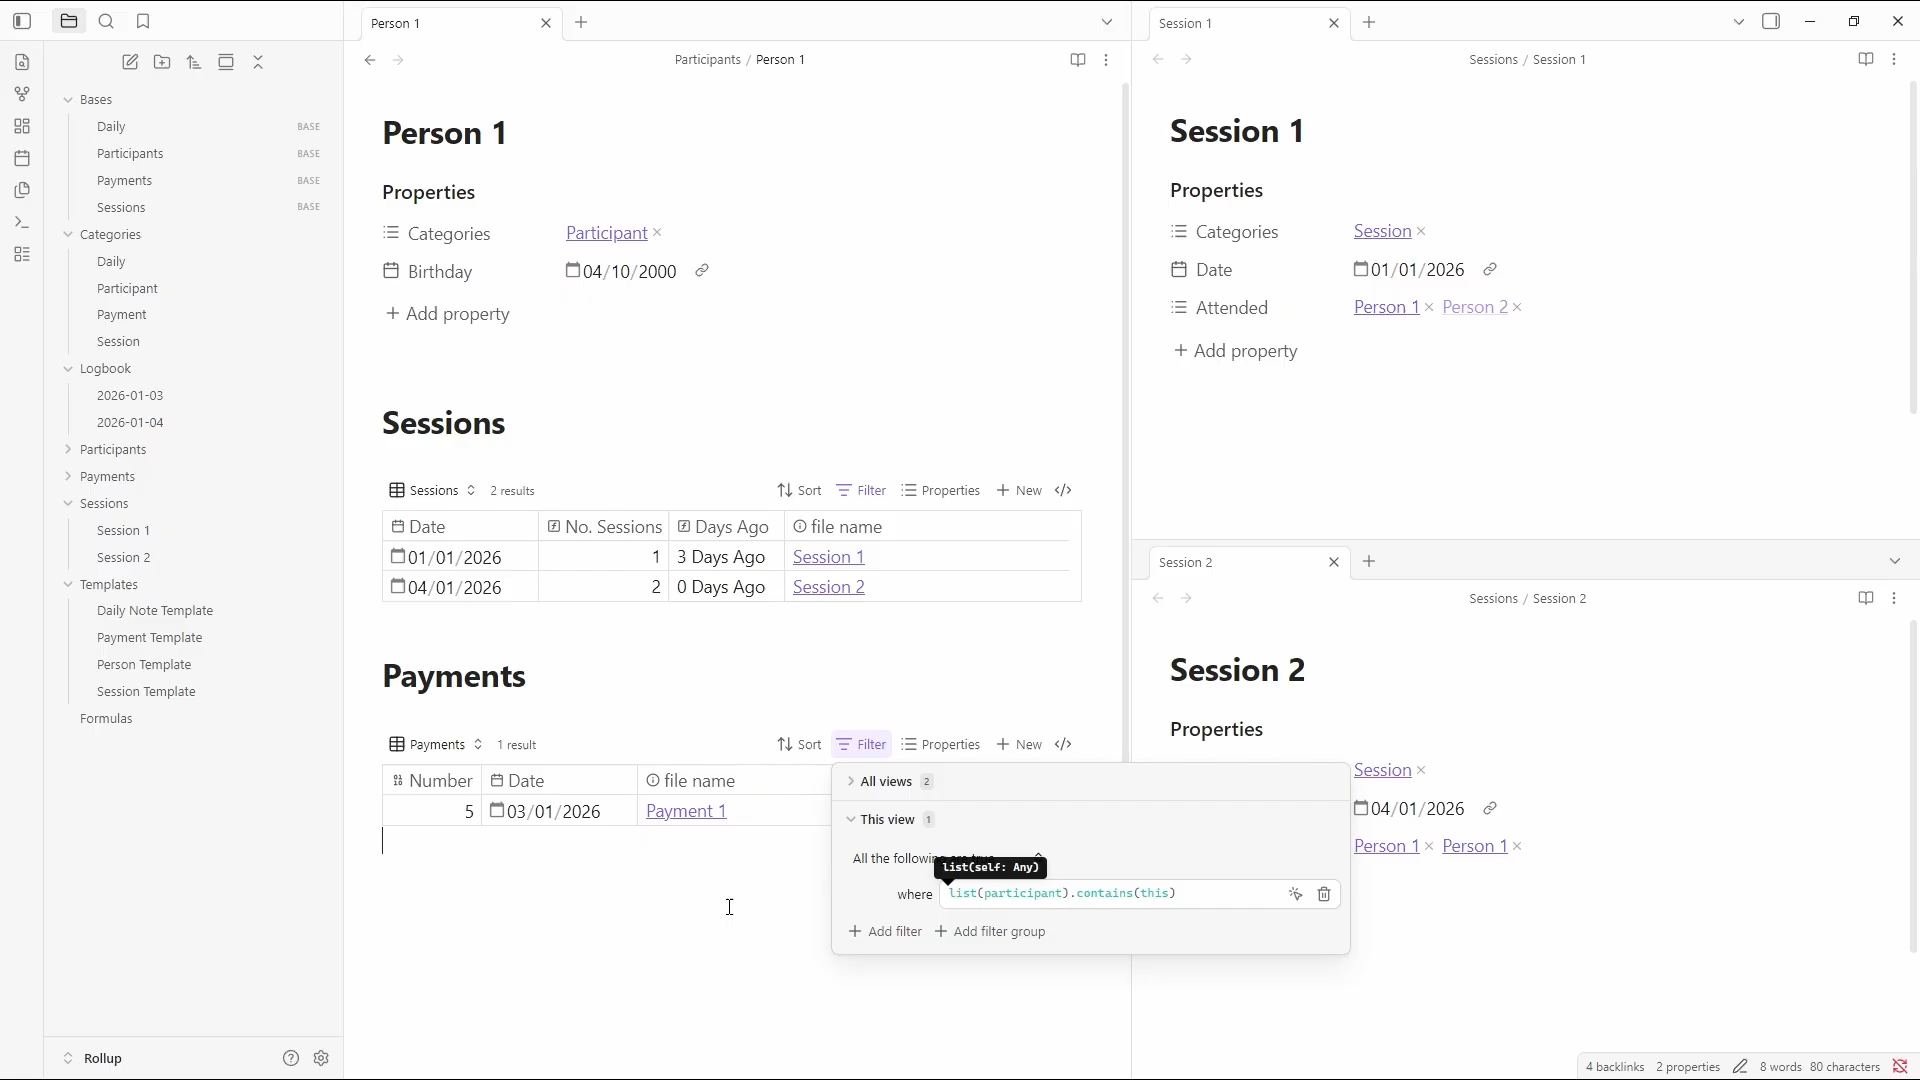 Person 1
Session 1
Participants / Person 1
Sessions / Session 1
Bases
Daily BASE
Participants BASE
Payments BASE
Sessions BASE
Categories
Daily
Participant
Payment
Session
Logbook
2026-01-03
2026-01-04
Participants
Payments
Sessions
Session 1
Session 2
Templates
Daily Note Template
Payment Template
Person Template
Session Template
Formulas
Rollup
Person 1
Properties
Categories Participant ×
Birthday 04/10/2000
+ Add property
Sessions
Sessions 2 results Sort Filter Properties + New </>
Date No. Sessions Days Ago file name
01/01/2026 1 3 Days Ago Session 1
04/01/2026 2 0 Days Ago Session 2
Payments
Payments 1 result Sort Filter Properties + New </>
Number Date file name
5 03/01/2026 Payment 1
All views 2
This view 1
All the following
list(self: Any)
where list(participant).contains(this)
+ Add filter + Add filter group
Session 1
Properties
Categories Session ×
Date 01/01/2026
Attended Person 1 × Person 2 ×
+ Add property
Session 2
Sessions / Session 2
Session 2
Properties
Session ×
04/01/2026
Person 1 × Person 1 ×
4 backlinks 2 properties 8 words 80 characters